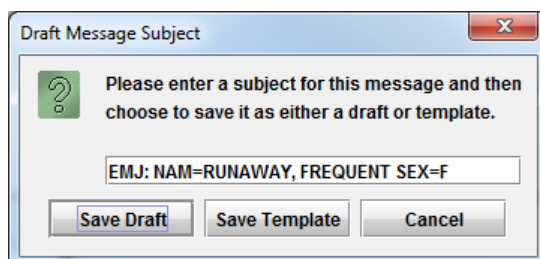 Draft Message Subject
Please enter a subject for this message and then
choose to save it as either a draft or template.
EMJ: NAM=RUNAWAY, FREQUENT SEX=F
Save Draft Save Template Cancel